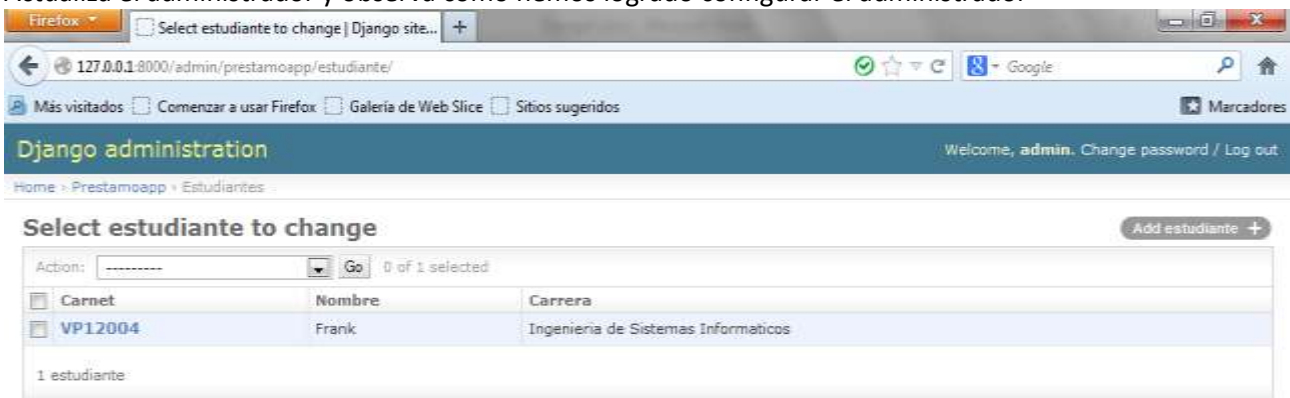 Actualiza el administrador y observa como hemos logrado configurar el administrador
Firefox
Select estudiante to change | Django site... +
127.0.0.1:8000/admin/prestamoapp/estudiante/
Google
Más visitados Comenzar a usar Firefox Galería de Web Slice Sitios sugeridos Marcadores
Django administration Welcome, admin. Change password / Log out
Home › Prestamoapp › Estudiantes
Select estudiante to change Add estudiante +
Action: --------- Go 0 of 1 selected
Carnet Nombre Carrera
VP12004 Frank Ingenieria de Sistemas Informaticos
1 estudiante